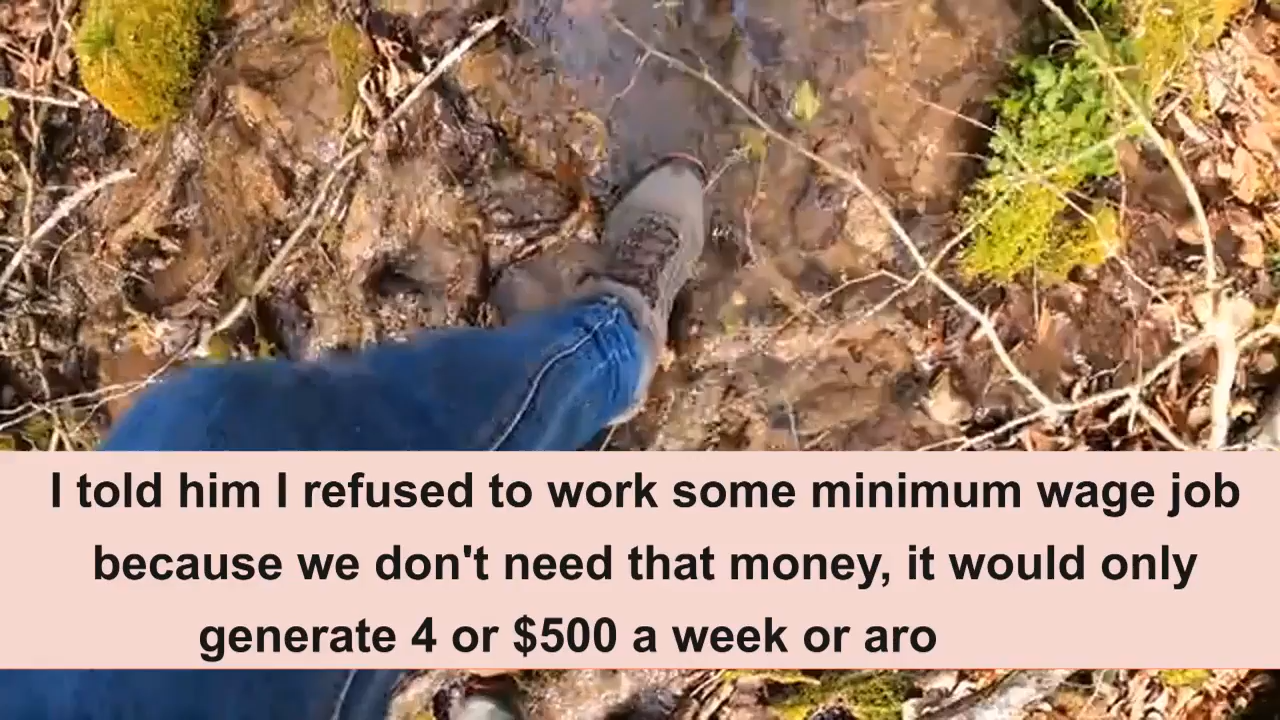 I told him I refused to work some minimum wage job
because we don't need that money, it would only
generate 4 or $500 a week or aro